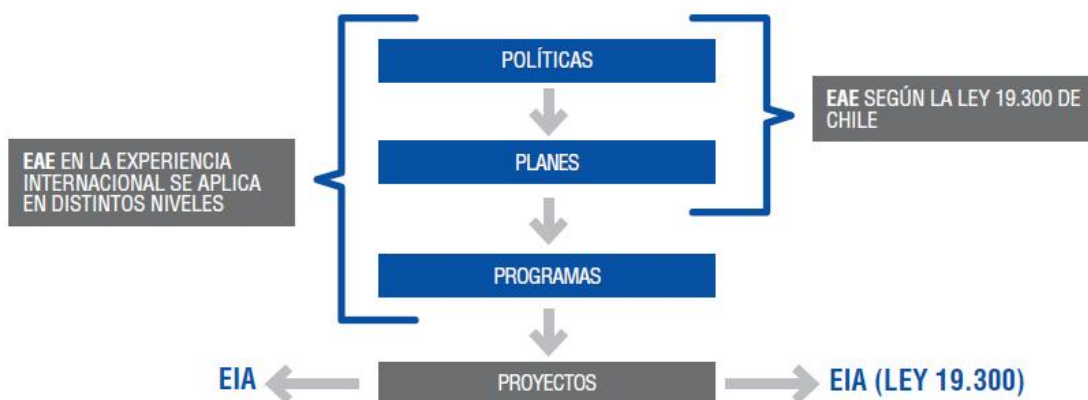 POLÍTICAS
EAE SEGÚN LA LEY 19.300 DE
CHILE
EAE EN LA EXPERIENCIA
INTERNACIONAL SE APLICA
EN DISTINTOS NIVELES
PLANES
PROGRAMAS
EIA
PROYECTOS
EIA (LEY 19.300)